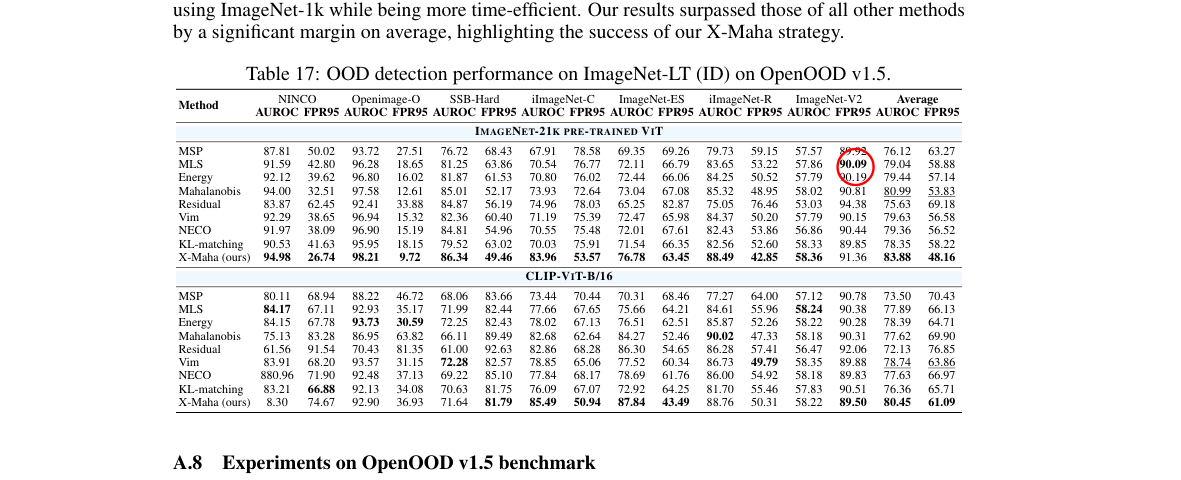 using ImageNet-1k while being more time-efficient. Our results surpassed those of all other methods
by a significant margin on average, highlighting the success of our X-Maha strategy.
Table 17: OOD detection performance on ImageNet-LT (ID) on OpenOOD v1.5.
Method NINCO Openimage-O SSB-Hard iImageNet-C ImageNet-ES iImageNet-R ImageNet-V2 Average
AUROC FPR95 AUROC FPR95 AUROC FPR95 AUROC FPR95 AUROC FPR95 AUROC FPR95 AUROC FPR95 AUROC FPR95
IMAGENET-21K PRE-TRAINED VIT
MSP 87.81 50.02 93.72 27.51 76.72 68.43 67.91 78.58 69.35 69.26 79.73 59.15 57.57 89.92 76.12 63.27
MLS 91.59 42.80 96.28 18.65 81.25 63.86 70.54 76.77 72.11 66.79 83.65 53.22 57.86 90.09 79.04 58.88
Energy 92.12 39.62 96.80 16.02 81.87 61.53 70.80 76.02 72.44 66.06 84.25 50.52 57.79 90.19 79.44 57.14
Mahalanobis 94.00 32.51 97.58 12.61 85.01 52.17 73.93 72.64 73.04 67.08 85.32 48.95 58.02 90.81 80.99 53.83
Residual 83.87 62.45 92.41 33.88 84.87 56.19 74.96 78.03 65.25 82.87 75.05 76.46 53.03 94.38 75.63 69.18
Vim 92.29 38.65 96.94 15.32 82.36 60.40 71.19 75.39 72.47 65.98 84.37 50.20 57.79 90.15 79.63 56.58
NECO 91.97 38.09 96.90 15.19 84.81 54.96 70.55 75.48 72.01 67.61 82.43 53.86 56.86 90.44 79.36 56.52
KL-matching 90.53 41.63 95.95 18.15 79.52 63.02 70.03 75.91 71.54 66.35 82.56 52.60 58.33 89.85 78.35 58.22
X-Maha (ours) 94.98 26.74 98.21 9.72 86.34 49.46 83.96 53.57 76.78 63.45 88.49 42.85 58.36 91.36 83.88 48.16
CLIP-VIT-B/16
MSP 80.11 68.94 88.22 46.72 68.06 83.66 73.44 70.44 70.31 68.46 77.27 64.00 57.12 90.78 73.50 70.43
MLS 84.17 67.11 92.93 35.17 71.99 82.44 77.66 67.65 75.66 64.21 84.61 55.96 58.24 90.38 77.89 66.13
Energy 84.15 67.78 93.73 30.59 72.25 82.43 78.02 67.13 76.51 62.51 85.87 52.26 58.22 90.28 78.39 64.71
Mahalanobis 75.13 83.28 86.95 63.82 66.11 89.49 82.68 62.64 84.27 52.46 90.02 47.33 58.18 90.31 77.62 69.90
Residual 61.56 91.54 70.43 81.35 61.00 92.63 82.86 68.28 86.30 54.65 86.28 57.41 56.47 92.06 72.13 76.85
Vim 83.91 68.20 93.57 31.15 72.28 82.57 78.85 65.06 77.52 60.34 86.73 49.79 58.35 89.88 78.74 63.86
NECO 880.96 71.90 92.48 37.13 69.22 85.10 77.84 68.17 78.69 61.76 86.00 54.92 58.18 89.83 77.63 66.97
KL-matching 83.21 66.88 92.13 34.08 70.63 81.75 76.09 67.07 72.92 64.25 81.70 55.46 57.83 90.51 76.36 65.71
X-Maha (ours) 8.30 74.67 92.90 36.93 71.64 81.79 85.49 50.94 87.84 43.49 88.76 50.31 58.22 89.50 80.45 61.09
A.8 Experiments on OpenOOD v1.5 benchmark